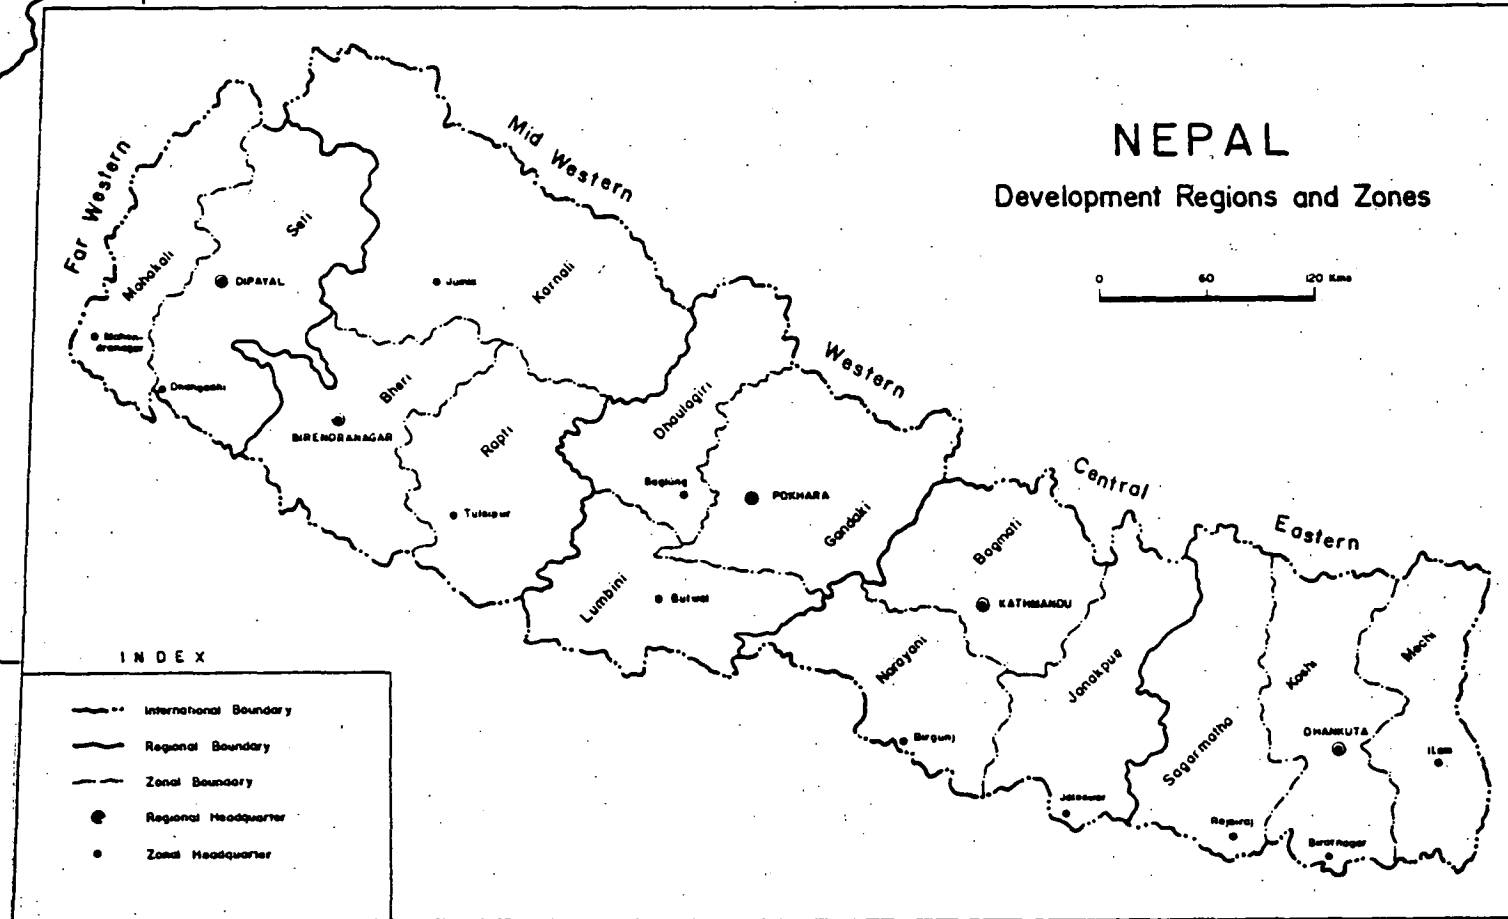 NEPAL
Development Regions and Zones
0 60 120 Kms
Far Western
Mid Western
Western
Central
Eastern
Mahakali
Seti
Karnali
Bheri
Rapti
Dhaulagiri
Gandaki
Lumbini
Bagmati
Narayani
Janakpur
Sagarmatha
Koshi
Mechi
DIPAYAL
Jumla
Mahen-
dranagar
Dhangadhi
BIRENDRANAGAR
Tulsipur
Baglung
POKHARA
Butwal
KATHMANDU
Birgunj
Jaleswar
Rajbiraj
DHANKUTA
Biratnagar
ILam
INDEX
International Boundary
Regional Boundary
Zonal Boundary
Regional Headquarter
Zonal Headquarter